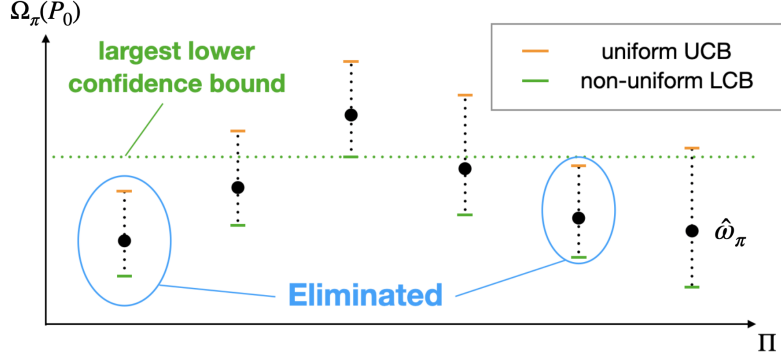 Ω_π(P_0)
largest lower
confidence bound
uniform UCB
non-uniform LCB
ω̂_π
Eliminated
Π